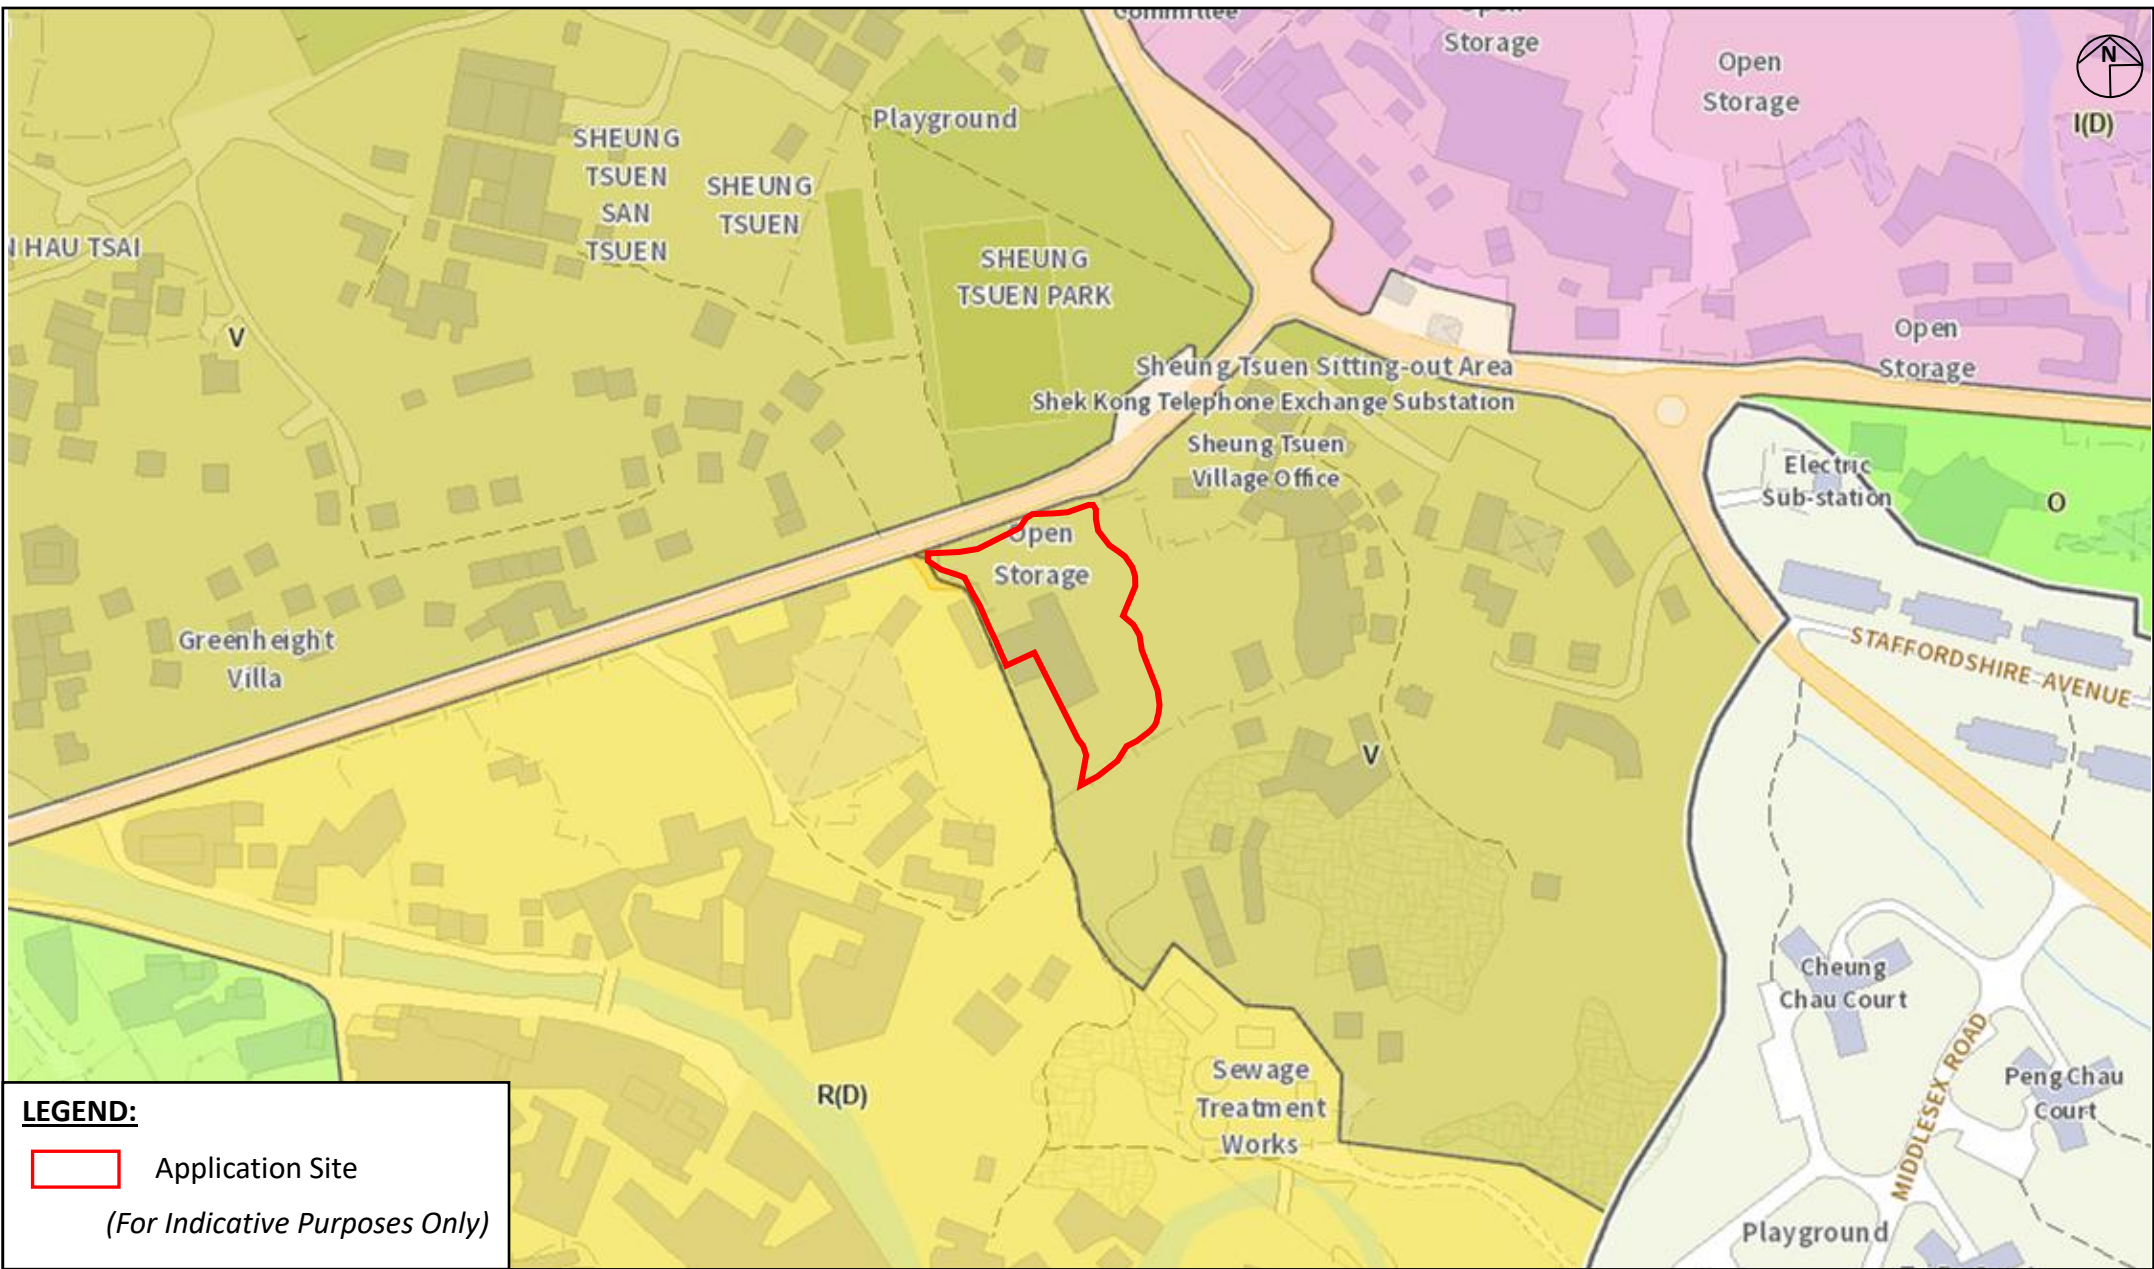 Storage
Open
Storage
N
I(D)
Playground
SHEUNG
TSUEN
SAN
TSUEN
SHEUNG
TSUEN
HAU TSAI
SHEUNG
TSUEN PARK
V
Open
Storage
Sheung Tsuen Sitting-out Area
Shek Kong Telephone Exchange Substation
Sheung Tsuen
Village Office
Electric
Sub-station
O
Open
Storage
Greenheight
Villa
STAFFORDSHIRE AVENUE
V
Cheung
Chau Court
MIDDLESEX ROAD
Peng Chau
Court
R(D)
Sewage
Treatment
Works
Playground
LEGEND:
Application Site
(For Indicative Purposes Only)